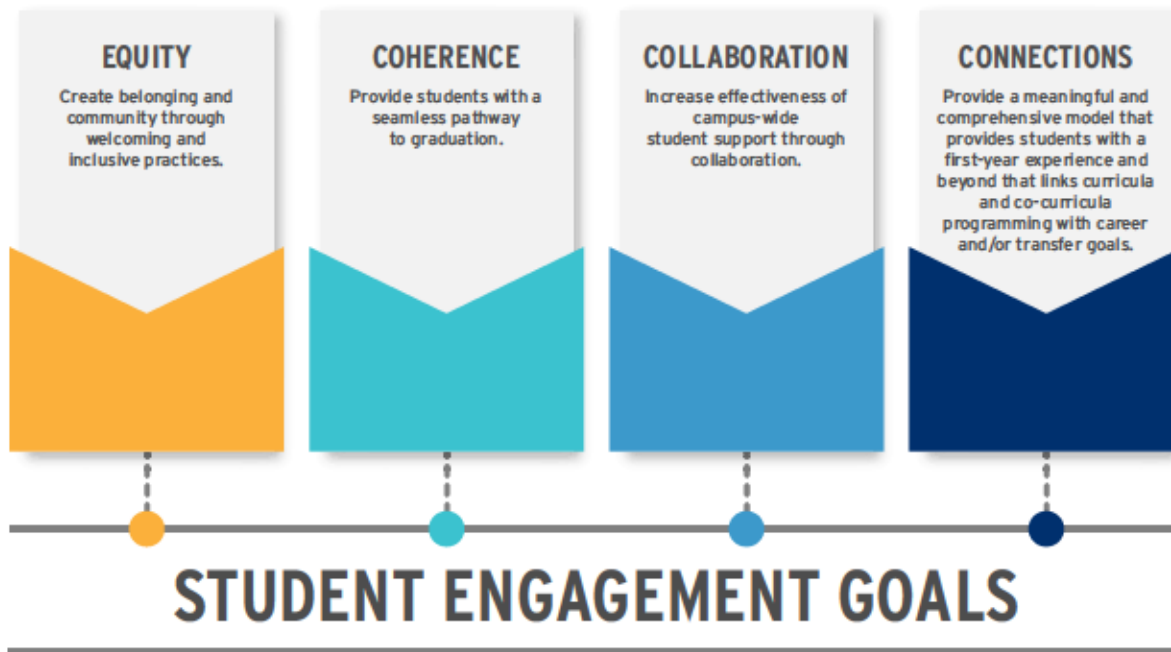 EQUITY
Create belonging and
community through
welcoming and
inclusive practices.
COHERENCE
Provide students with a
seamless pathway
to graduation.
COLLABORATION
Increase effectiveness of
campus-wide
student support through
collaboration.
CONNECTIONS
Provide a meaningful and
comprehensive model that
provides students with a
first-year experience and
beyond that links curricula
and co-curricula
programming with career
and/or transfer goals.
STUDENT ENGAGEMENT GOALS